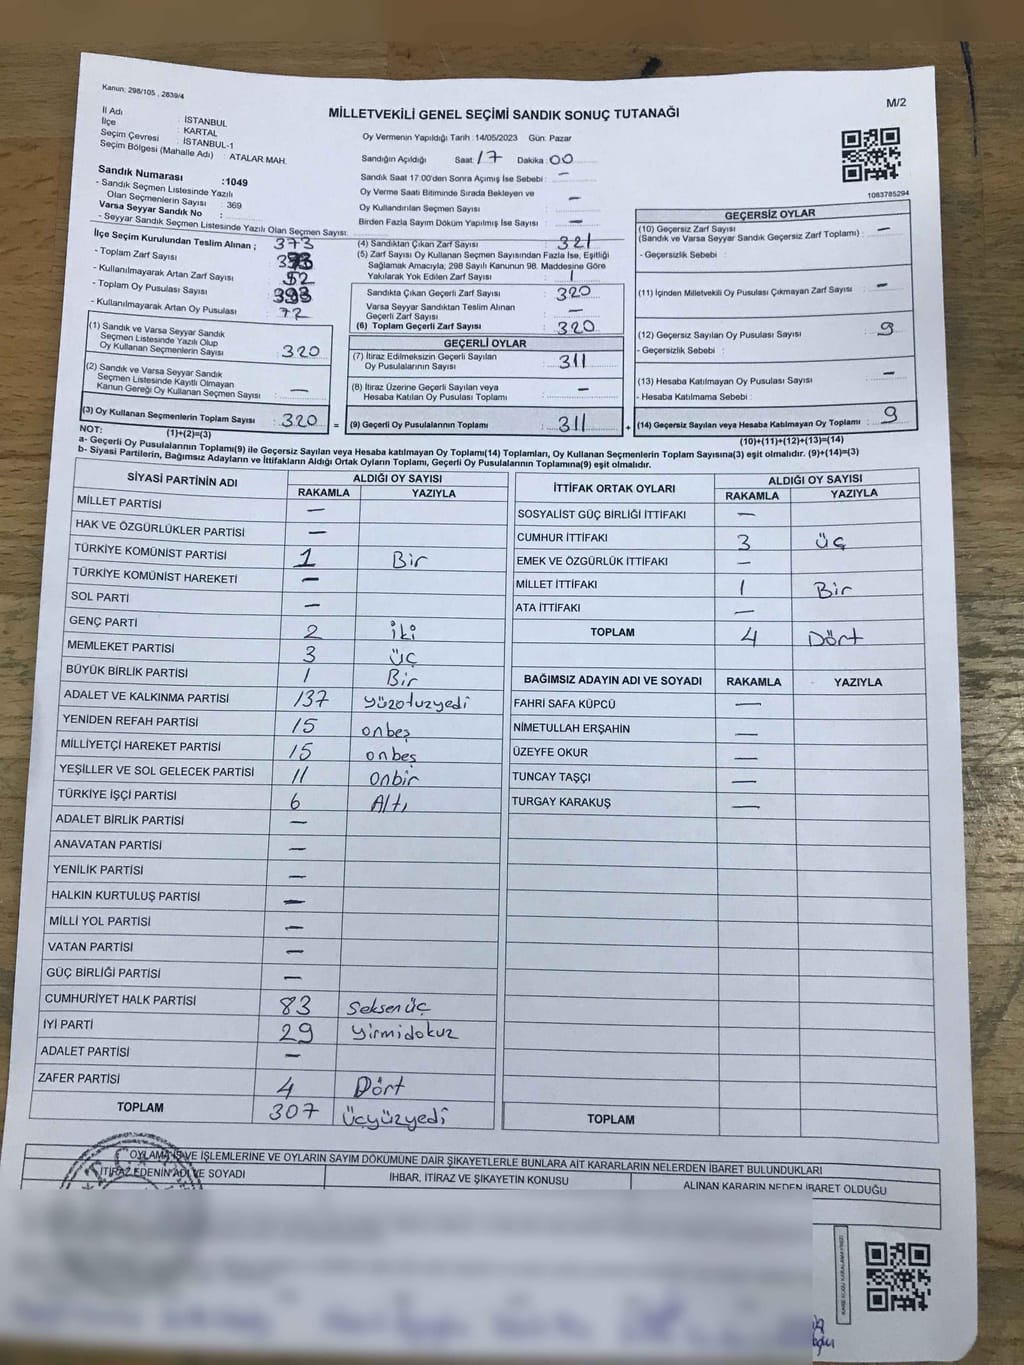 Kanun: 298/105 , 2839/4
M/2
MİLLETVEKİLİ GENEL SEÇİMİ SANDIK SONUÇ TUTANAĞI
İl Adı : İSTANBUL
İlçe : KARTAL
Seçim Çevresi : İSTANBUL-1
Seçim Bölgesi (Mahalle Adı) : ATALAR MAH.
Sandık Numarası :1049
- Sandık Seçmen Listesinde Yazılı
Olan Seçmenlerin Sayısı : 369
Varsa Seyyar Sandık No :
- Seyyar Sandık Seçmen Listesinde Yazılı Olan Seçmen Sayısı:
İlçe Seçim Kurulundan Teslim Alınan ; 373
- Toplam Zarf Sayısı
- Kullanılmayarak Artan Zarf Sayısı : 52
- Toplam Oy Pusulası Sayısı
- Kullanılmayarak Artan Oy Pusulası : 72
(1) Sandık ve Varsa Seyyar Sandık
Seçmen Listesinde Yazılı Olup
Oy Kullanan Seçmenlerin Sayısı : 320
(2) Sandık ve Varsa Seyyar Sandık
Seçmen Listesinde Kayıtlı Olmayan
Kanun Gereği Oy Kullanan Seçmen Sayısı : —
(3) Oy Kullanan Seçmenlerin Toplam Sayısı : 320
(1)+(2)=(3)
Oy Vermenin Yapıldığı Tarih : 14/05/2023 Gün: Pazar
Sandığın Açıldığı Saat: 17 Dakika: 00
Sandık Saat 17:00'den Sonra Açımış İse Sebebi : —
Oy Verme Saati Bitiminde Sırada Bekleyen ve
Oy Kullandırılan Seçmen Sayısı : —
Birden Fazla Sayım Döküm Yapılmış İse Sayısı : —
(4) Sandıktan Çıkan Zarf Sayısı : 321
(5) Zarf Sayısı Oy Kullanan Seçmen Sayısından Fazla İse, Eşitliği
Sağlamak Amacıyla, 298 Sayılı Kanunun 98. Maddesine Göre
Yakılarak Yok Edilen Zarf Sayısı : 1
Sandıkta Çıkan Geçerli Zarf Sayısı : 320
Varsa Seyyar Sandıktan Teslim Alınan
Geçerli Zarf Sayısı : —
(6) Toplam Geçerli Zarf Sayısı : 320
GEÇERLİ OYLAR
(7) İtiraz Edilmeksizin Geçerli Sayılan
Oy Pusulalarının Sayısı : 311
(8) İtiraz Üzerine Geçerli Sayılan veya
Hesaba Katılan Oy Pusulası Toplamı : —
= (9) Geçerli Oy Pusulalarının Toplamı : 311 +
1083785294
GEÇERSİZ OYLAR
(10) Geçersiz Zarf Sayısı
(Sandık ve Varsa Seyyar Sandık Geçersiz Zarf Toplamı) : —
- Geçersizlik Sebebi :
(11) İçinden Milletvekili Oy Pusulası Çıkmayan Zarf Sayısı : —
(12) Geçersiz Sayılan Oy Pusulası Sayısı : 9
- Geçersizlik Sebebi :
(13) Hesaba Katılmayan Oy Pusulası Sayısı : —
- Hesaba Katılmama Sebebi :
(14) Geçersiz Sayılan veya Hesaba Katılmayan Oy Toplamı : 9
(10)+(11)+(12)+(13)=(14)
NOT:
a- Geçerli Oy Pusulalarının Toplamı(9) ile Geçersiz Sayılan veya Hesaba katılmayan Oy Toplamı(14) Toplamları, Oy Kullanan Seçmenlerin Toplam Sayısına(3) eşit olmalıdır. (9)+(14)=(3)
b- Siyasi Partilerin, Bağımsız Adayların ve İttifakların Aldığı Ortak Oyların Toplamı, Geçerli Oy Pusulalarının Toplamına(9) eşit olmalıdır.
SİYASİ PARTİNİN ADI ALDIĞI OY SAYISI
RAKAMLA YAZIYLA
MİLLET PARTİSİ —
HAK VE ÖZGÜRLÜKLER PARTİSİ —
TÜRKİYE KOMÜNİST PARTİSİ 1 Bir
TÜRKİYE KOMÜNİST HAREKETİ —
SOL PARTİ —
GENÇ PARTİ 2 İki
MEMLEKET PARTİSİ 3 üç
BÜYÜK BİRLİK PARTİSİ 1 Bir
ADALET VE KALKINMA PARTİSİ 137 yüzotuzyedi
YENİDEN REFAH PARTİSİ 15 onbeş
MİLLİYETÇİ HAREKET PARTİSİ 15 onbeş
YEŞİLLER VE SOL GELECEK PARTİSİ 11 Onbir
TÜRKİYE İŞÇİ PARTİSİ 6 Altı
ADALET BİRLİK PARTİSİ —
ANAVATAN PARTİSİ —
YENİLİK PARTİSİ —
HALKIN KURTULUŞ PARTİSİ —
MİLLİ YOL PARTİSİ —
VATAN PARTİSİ —
GÜÇ BİRLİĞİ PARTİSİ —
CUMHURİYET HALK PARTİSİ 83 Seksenüç
İYİ PARTİ 29 yirmidokuz
ADALET PARTİSİ —
ZAFER PARTİSİ 4 Dört
TOPLAM 307 Üçyüzyedi
İTTİFAK ORTAK OYLARI ALDIĞI OY SAYISI
RAKAMLA YAZIYLA
SOSYALİST GÜÇ BİRLİĞİ İTTİFAKI —
CUMHUR İTTİFAKI 3 üç
EMEK VE ÖZGÜRLÜK İTTİFAKI —
MİLLET İTTİFAKI 1 Bir
ATA İTTİFAKI —
TOPLAM 4 Dört
BAĞIMSIZ ADAYIN ADI VE SOYADI RAKAMLA YAZIYLA
FAHRİ SAFA KÜPCÜ —
NİMETULLAH ERŞAHİN —
ÜZEYFE OKUR —
TUNCAY TAŞÇI —
TURGAY KARAKUŞ —
TOPLAM
OYLAMA İŞ VE İŞLEMLERİNE VE OYLARIN SAYIM DÖKÜMÜNE DAİR ŞİKAYETLERLE BUNLARA AİT KARARLARIN NELERDEN İBARET BULUNDUKLARI
İTİRAZ EDENİN ADI VE SOYADI İHBAR, İTİRAZ VE ŞİKAYETİN KONUSU ALINAN KARARIN NEDEN İBARET OLDUĞU